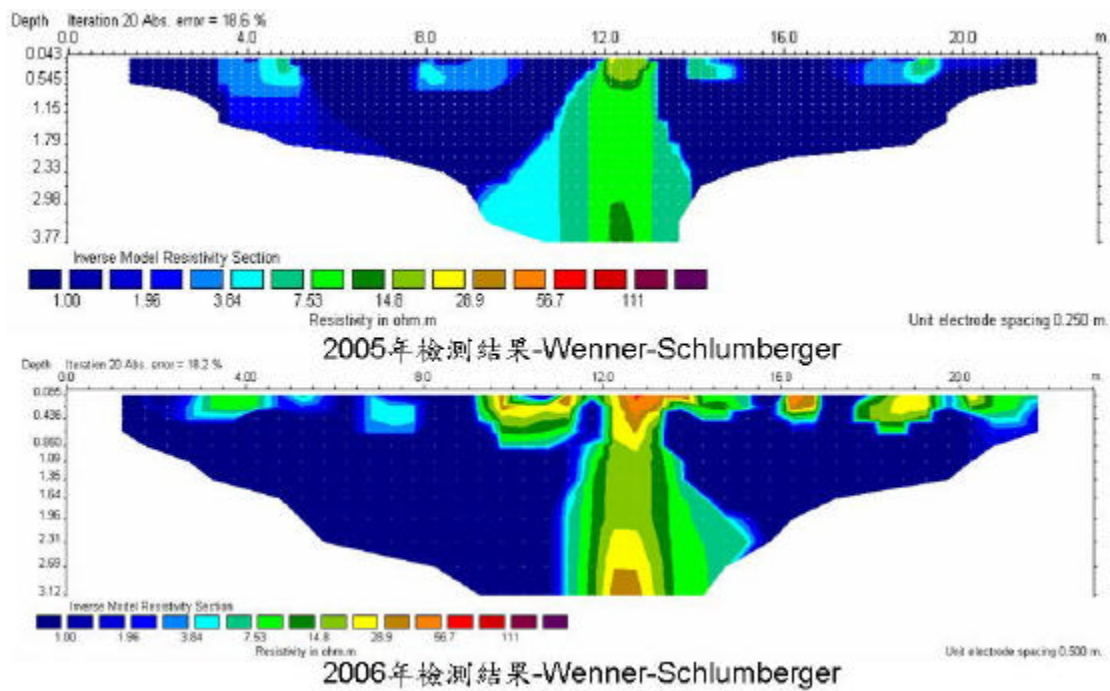 Depth Iteration 20 Abs. error = 18.6 %
0.0 4.0 8.0 12.0 16.0 20.0 m.
0.043
0.545
1.15
1.79
2.33
2.98
3.77
Inverse Model Resistivity Section
1.00 1.96 3.84 7.53 14.8 28.9 56.7 111
Resistivity in ohm.m
Unit electrode spacing 0.250 m.
2005年檢測結果-Wenner-Schlumberger
Depth Iteration 20 Abs. error = 18.2 %
0.0 4.00 8.0 12.0 16.0 20.0 m.
0.085
0.436
0.860
1.09
1.35
1.64
1.96
2.31
2.69
3.12
Inverse Model Resistivity Section
1.00 1.96 3.84 7.53 14.8 28.9 56.7 111
Resistivity in ohm.m
Unit electrode spacing 0.500 m.
2006年檢測結果-Wenner-Schlumberger